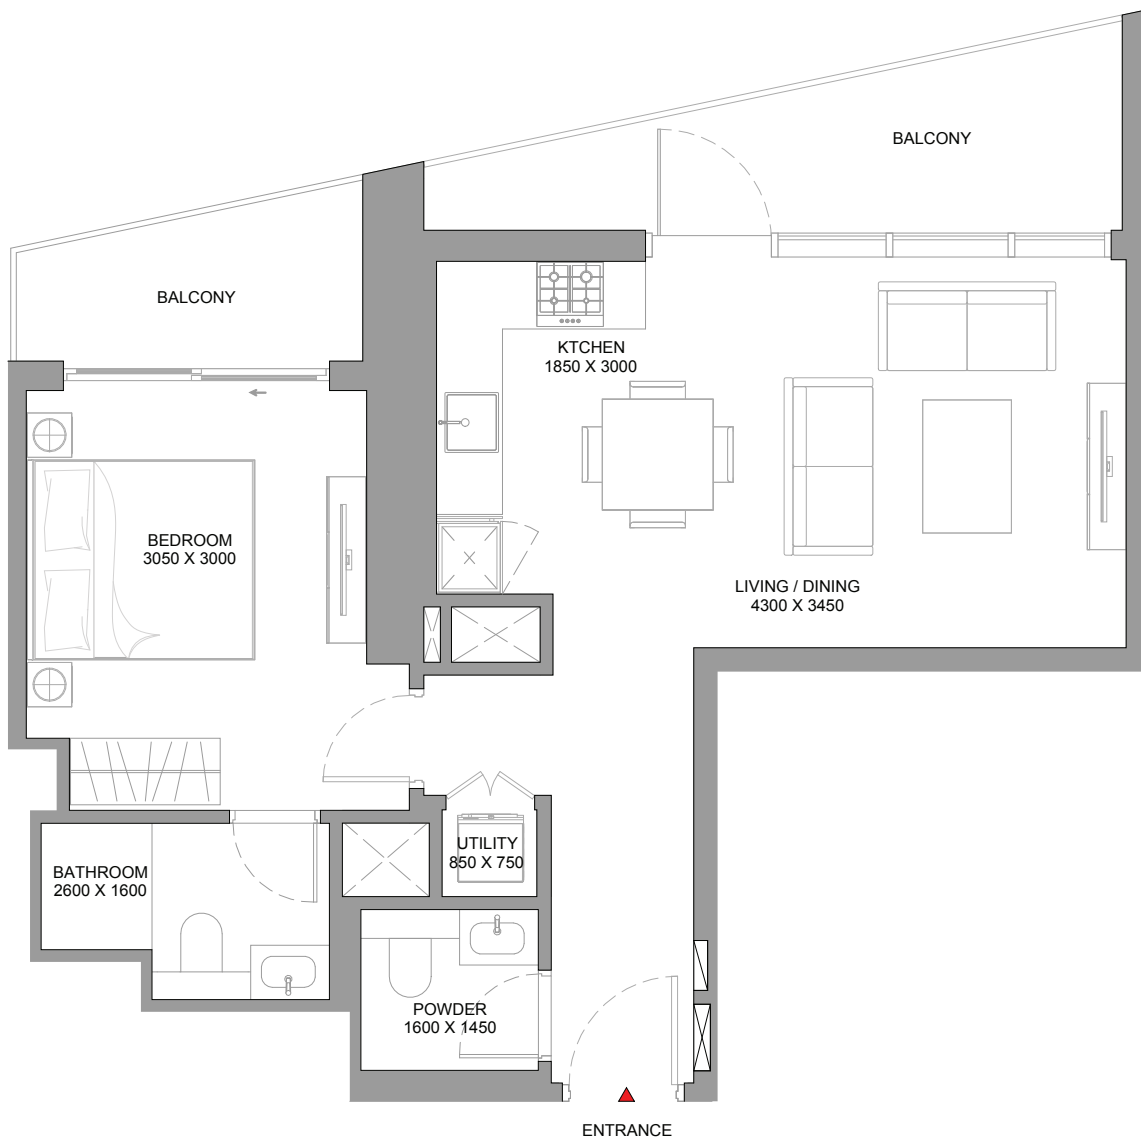 BALCONY
BALCONY
KTCHEN
1850 X 3000
BEDROOM
3050 X 3000
LIVING / DINING
4300 X 3450
UTILITY
850 X 750
BATHROOM
2600 X 1600
POWDER
1600 X 1450
ENTRANCE